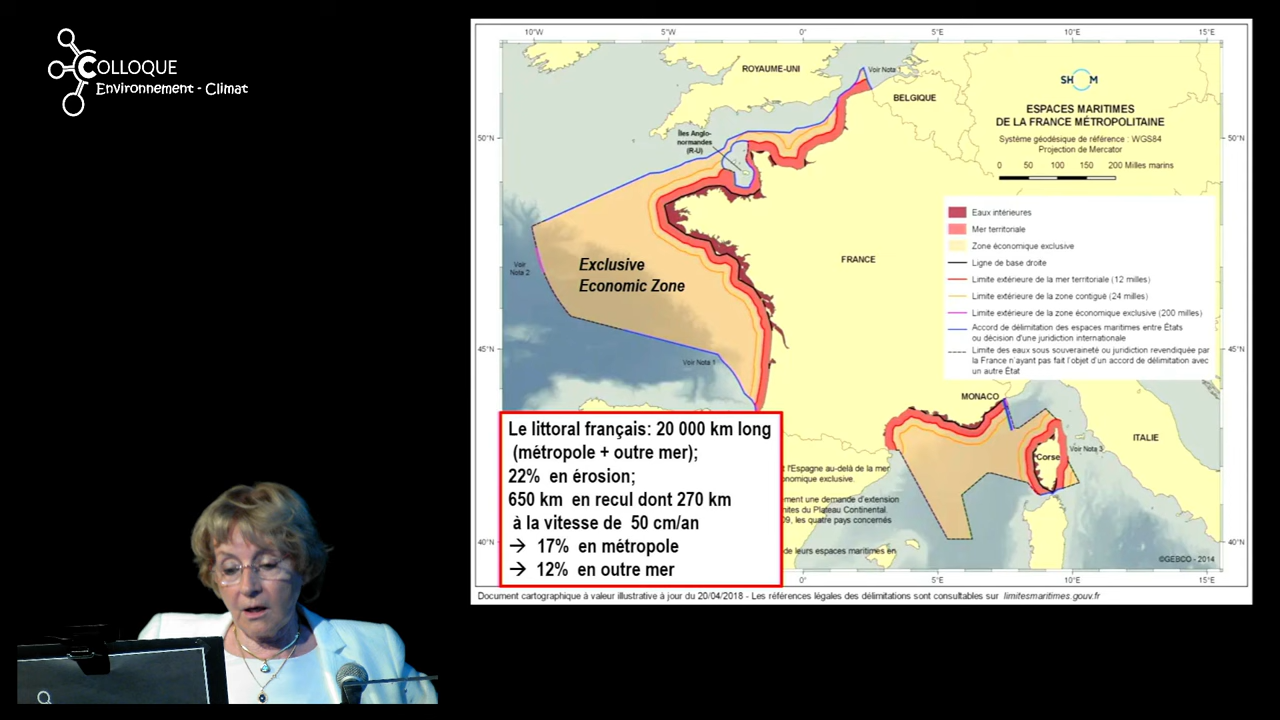 COLLOQUE
Environnement - Climat
10°W
5°W
0°
5°E
10°E
15°E
ROYAUME-UNI
Voir Nota 1
BELGIQUE
SHOM
ESPACES MARITIMES
DE LA FRANCE MÉTROPOLITAINE
Système géodésique de référence : WGS84
Projection de Mercator
0 50 100 150 200 Milles marins
50°N
50°N
Îles Anglo-
normandes
(R-U)
Eaux intérieures
Mer territoriale
Zone économique exclusive
Ligne de base droite
Limite extérieure de la mer territoriale (12 milles)
Limite extérieure de la zone contiguë (24 milles)
Limite extérieure de la zone économique exclusive (200 milles)
Accord de délimitation des espaces maritimes entre États
ou décision d'une juridiction internationale
Limite des eaux sous souveraineté ou juridiction revendiquée par
la France n'ayant pas fait l'objet d'un accord de délimitation avec
un autre État
Voir
Nota 2
Exclusive
Economic Zone
FRANCE
45°N
45°N
Voir Nota 1
MONACO
ITALIE
Corse
Voir Nota 3
Le littoral français: 20 000 km long
(métropole + outre mer);
22% en érosion;
650 km en recul dont 270 km
à la vitesse de 50 cm/an
→ 17% en métropole
→ 12% en outre mer
l'Espagne au-delà de la mer
onomique exclusive.
ment une demande d'extension
ites du Plateau Continental.
09, les quatre pays concernés
de leurs espaces maritimes en
40°N
40°N
©GEBCO - 2014
0°
5°E
10°E
15°E
Document cartographique à valeur illustrative à jour du 20/04/2018 - Les références légales des délimitations sont consultables sur limitesmaritimes.gouv.fr